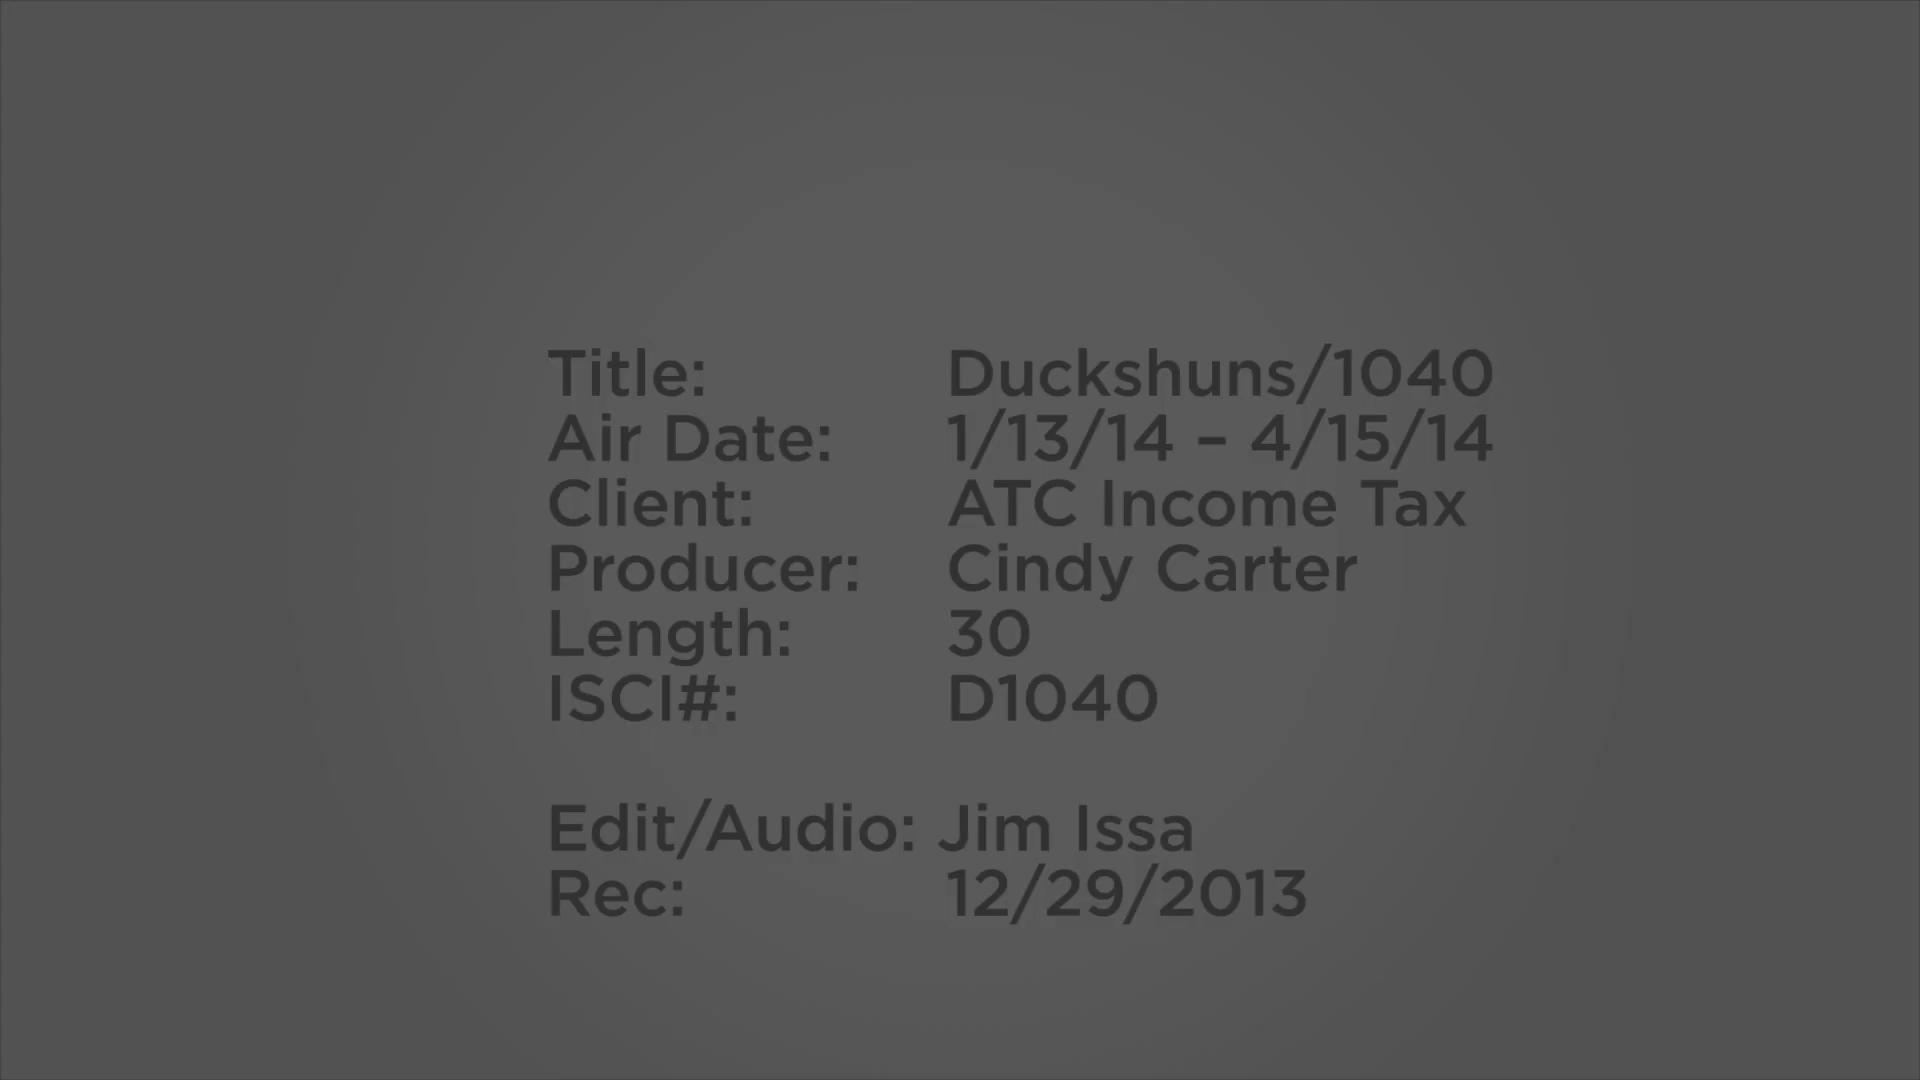 Title: Duckshuns/1040
Air Date: 1/13/14 – 4/15/14
Client: ATC Income Tax
Producer: Cindy Carter
Length: 30
ISCI#: D1040
Edit/Audio: Jim Issa
Rec: 12/29/2013